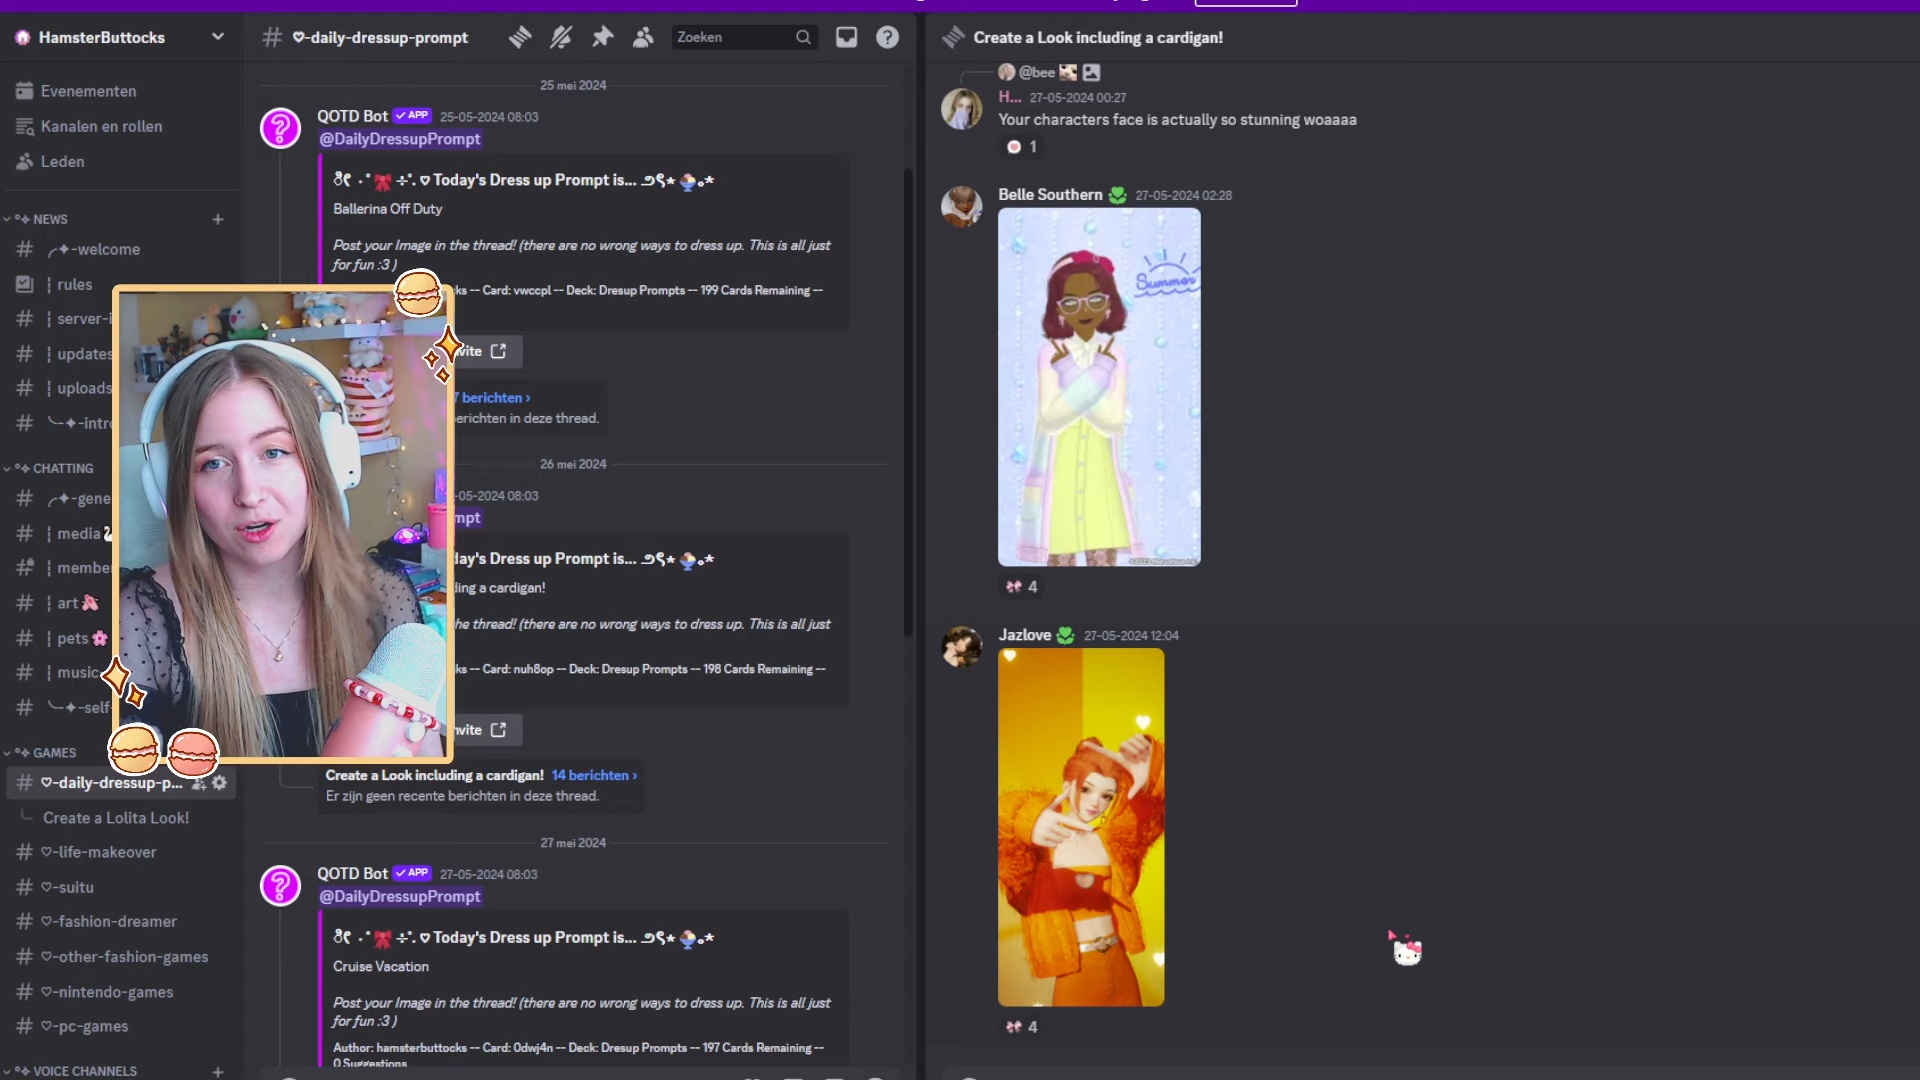 HamsterButtocks
Evenementen
Kanalen en rollen
Leden
NEWS
-welcome
rules
server-i
updates
uploads
-intr
CHATTING
-gene
media
membe
art
pets
music
-self
GAMES
-daily-dressup-p...
Create a Lolita Look!
-life-makeover
-suitu
-fashion-dreamer
-other-fashion-games
-nintendo-games
-pc-games
VOICE CHANNELS
-daily-dressup-prompt
Zoeken
25 mei 2024
QOTD Bot APP 25-05-2024 08:03
@DailyDressupPrompt
Today's Dress up Prompt is...
Ballerina Off Duty
Post your Image in the thread! (there are no wrong ways to dress up. This is all just
for fun :3 )
ks -- Card: vwccpl -- Deck: Dresup Prompts -- 199 Cards Remaining --
vite
7 berichten ›
erichten in deze thread.
26 mei 2024
-05-2024 08:03
mpt
day's Dress up Prompt is...
ding a cardigan!
he thread! (there are no wrong ways to dress up. This is all just
ks -- Card: nuh8op -- Deck: Dresup Prompts -- 198 Cards Remaining --
nvite
Create a Look including a cardigan! 14 berichten ›
Er zijn geen recente berichten in deze thread.
27 mei 2024
QOTD Bot APP 27-05-2024 08:03
@DailyDressupPrompt
Today's Dress up Prompt is...
Cruise Vacation
Post your Image in the thread! (there are no wrong ways to dress up. This is all just
for fun :3 )
Author: hamsterbuttocks -- Card: 0dwj4n -- Deck: Dresup Prompts -- 197 Cards Remaining --
0 Suggestions
Create a Look including a cardigan!
@bee
H... 27-05-2024 00:27
Your characters face is actually so stunning woaaaa
1
Belle Southern 27-05-2024 02:28
Summer
4
Jazlove 27-05-2024 12:04
4